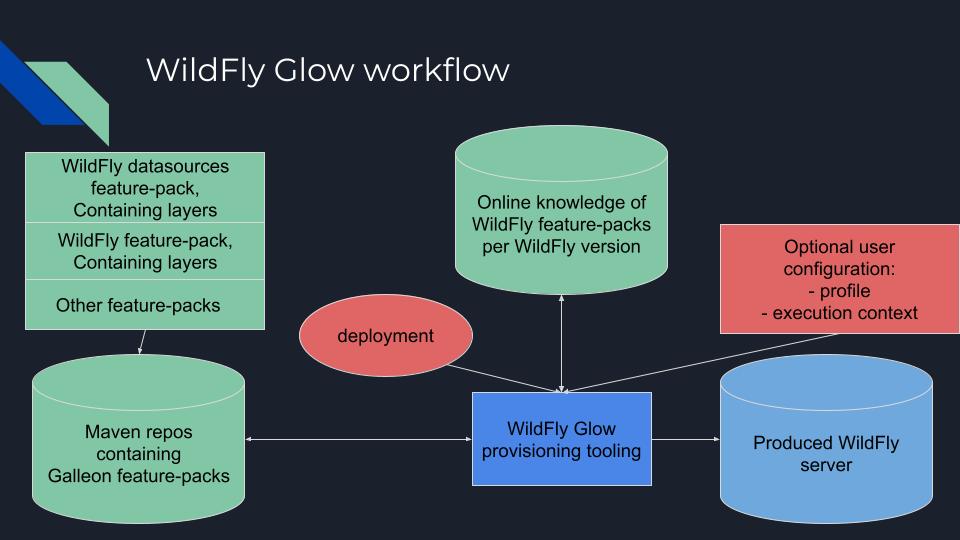 WildFly Glow workflow
WildFly datasources
feature-pack,
Containing layers
WildFly feature-pack,
Containing layers
Other feature-packs
Online knowledge of
WildFly feature-packs
per WildFly version
Optional user
configuration:
- profile
- execution context
deployment
Maven repos
containing
Galleon feature-packs
WildFly Glow
provisioning tooling
Produced WildFly
server